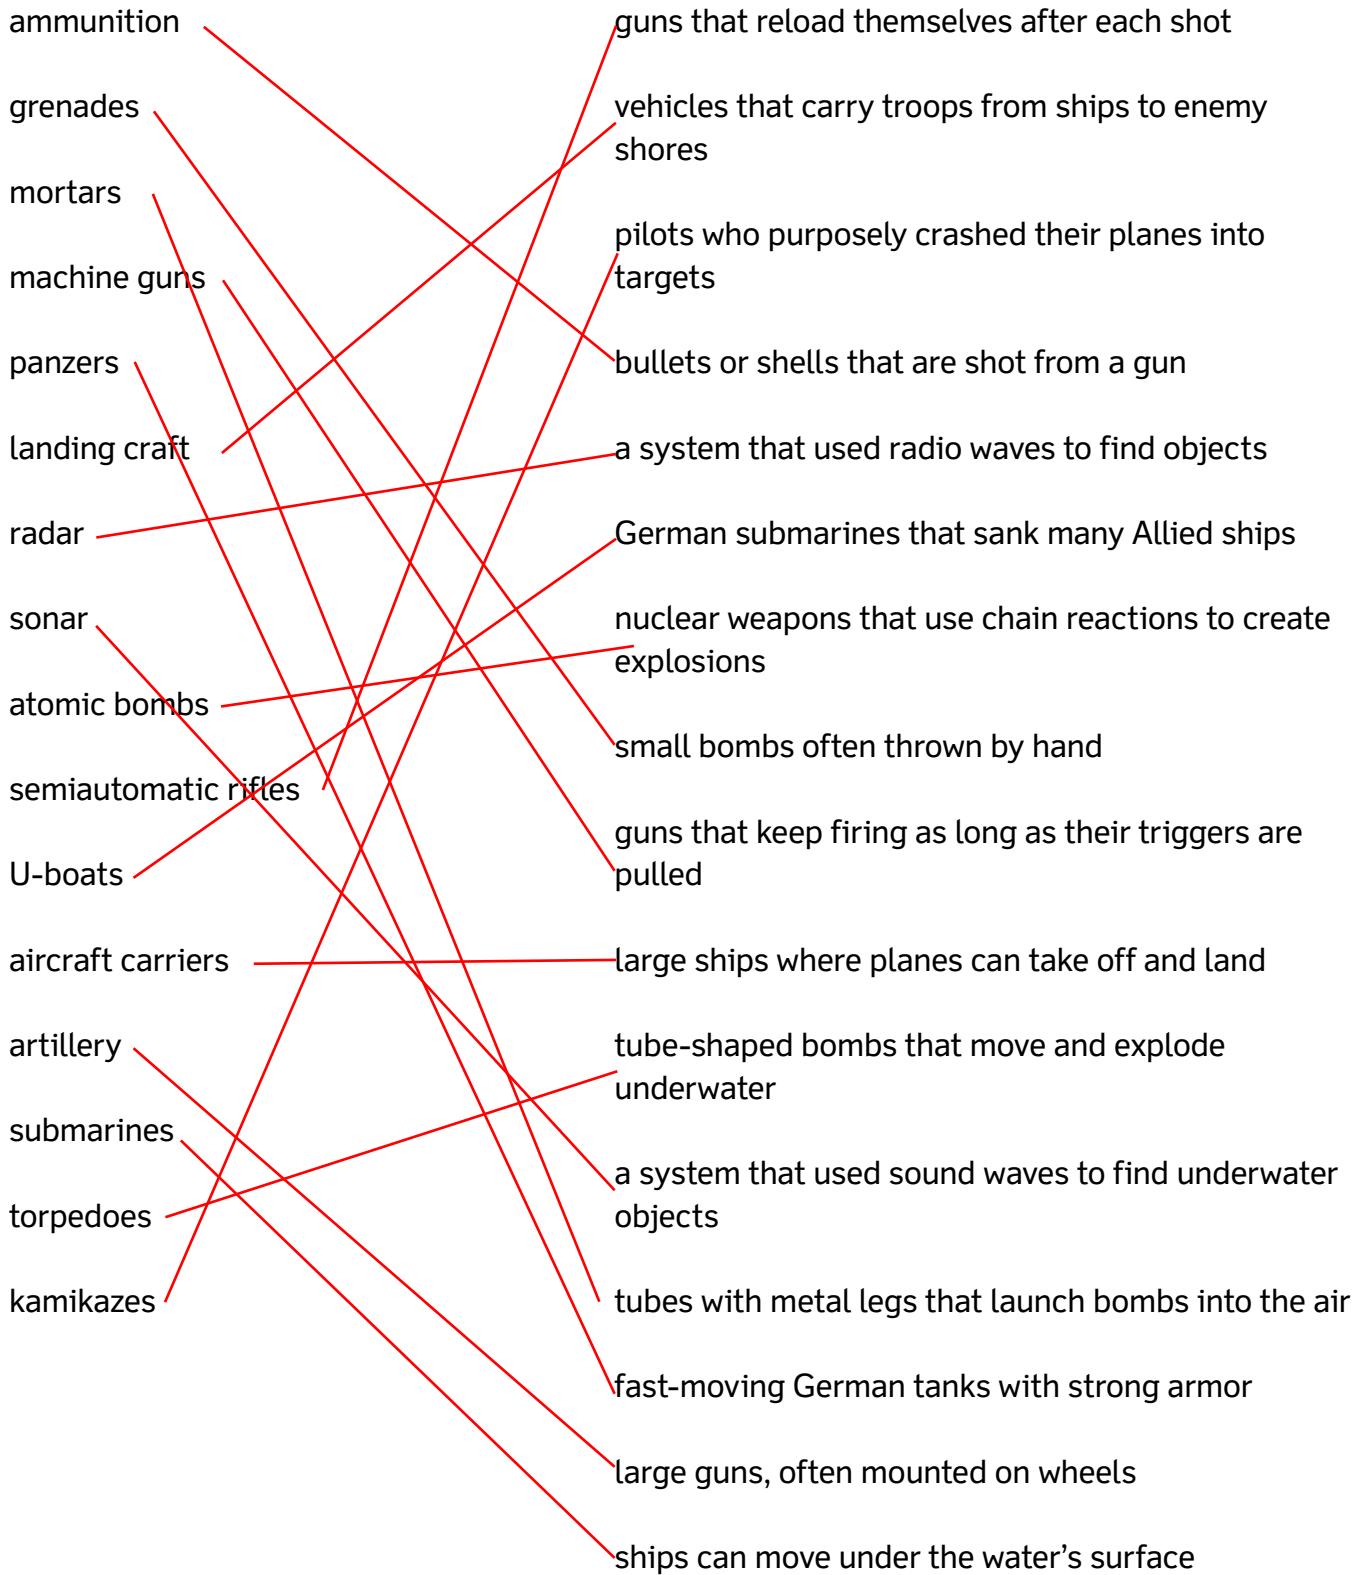 ammunition
grenades
mortars
machine guns
panzers
landing craft
radar
sonar
atomic bombs
semiautomatic rifles
U-boats
aircraft carriers
artillery
submarines
torpedoes
kamikazes
guns that reload themselves after each shot
vehicles that carry troops from ships to enemy
shores
pilots who purposely crashed their planes into
targets
bullets or shells that are shot from a gun
a system that used radio waves to find objects
German submarines that sank many Allied ships
nuclear weapons that use chain reactions to create
explosions
small bombs often thrown by hand
guns that keep firing as long as their triggers are
pulled
large ships where planes can take off and land
tube-shaped bombs that move and explode
underwater
a system that used sound waves to find underwater
objects
tubes with metal legs that launch bombs into the air
fast-moving German tanks with strong armor
large guns, often mounted on wheels
ships can move under the water’s surface